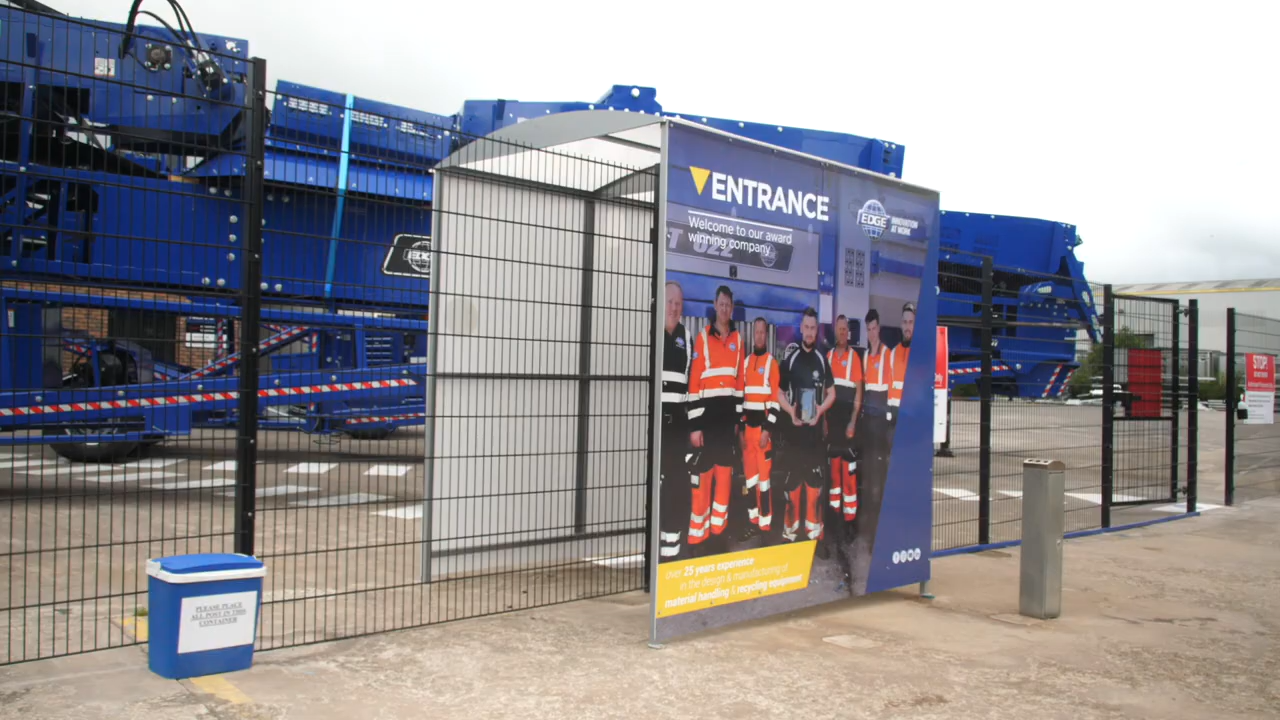 ENTRANCE
Welcome to our award
winning company
EDGE
INNOVATION
AT WORK
over 25 years experience
in the design & manufacturing of
material handling & recycling equipment
PLEASE PLACE
ALL POST IN THIS
CONTAINER
STOP!